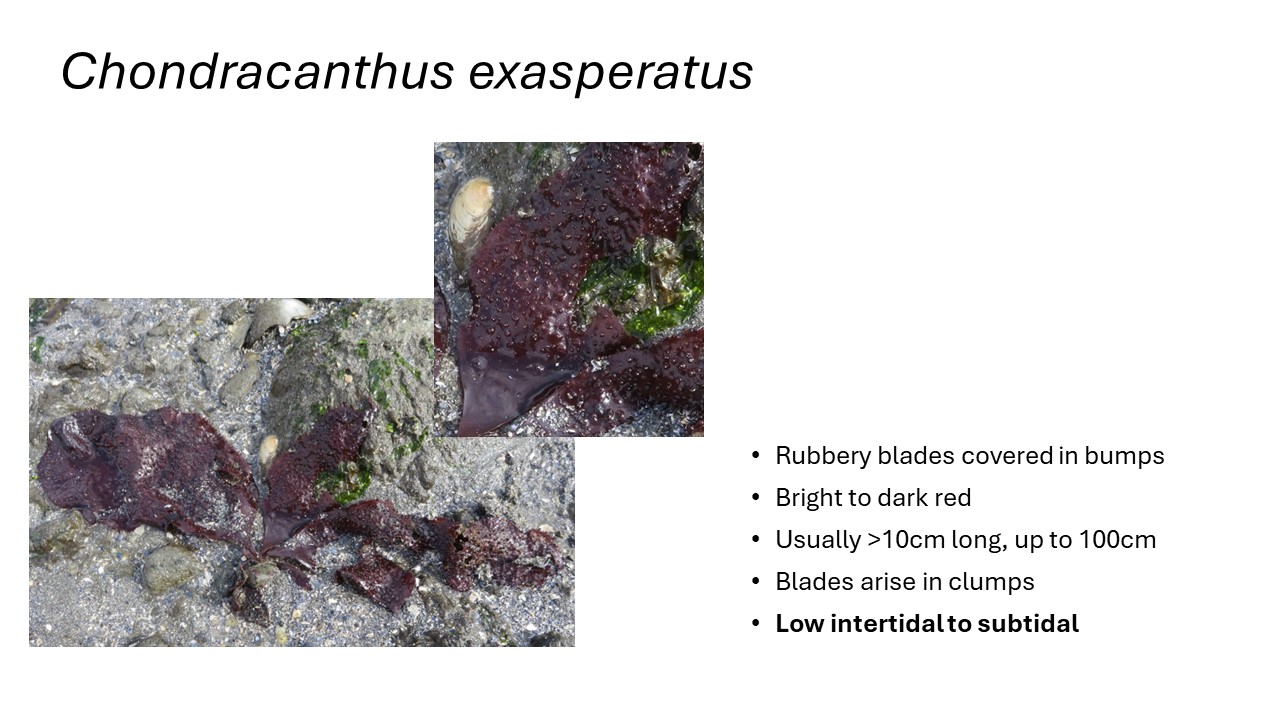 Chondracanthus exasperatus
• Rubbery blades covered in bumps
• Bright to dark red
• Usually >10cm long, up to 100cm
• Blades arise in clumps
• Low intertidal to subtidal